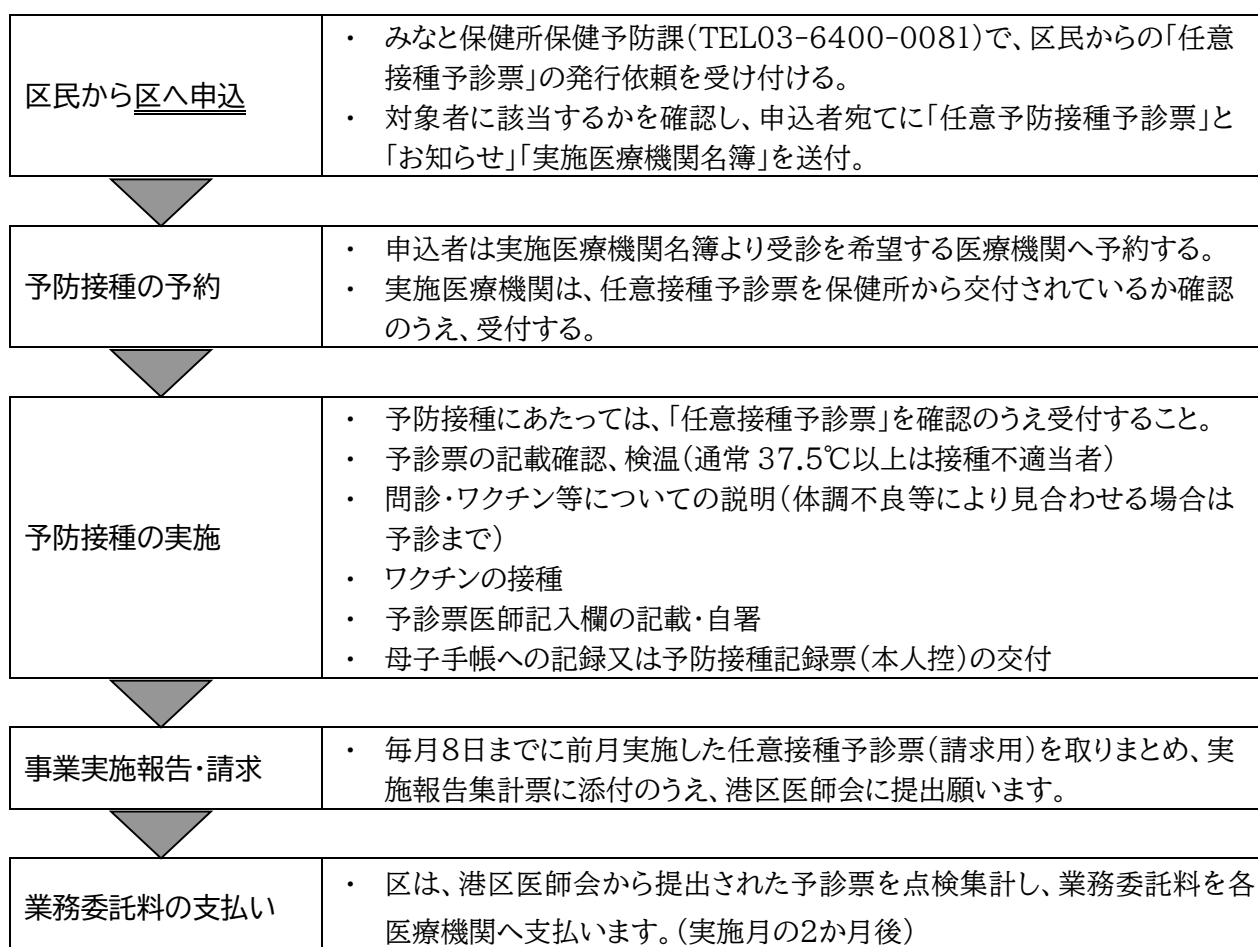 区民から区へ申込
・ みなと保健所保健予防課(TEL03-6400-0081)で、区民からの「任意
接種予診票」の発行依頼を受け付ける。
・ 対象者に該当するかを確認し、申込者宛てに「任意予防接種予診票」と
「お知らせ」「実施医療機関名簿」を送付。
予防接種の予約
・ 申込者は実施医療機関名簿より受診を希望する医療機関へ予約する。
・ 実施医療機関は、任意接種予診票を保健所から交付されているか確認
のうえ、受付する。
予防接種の実施
・ 予防接種にあたっては、「任意接種予診票」を確認のうえ受付すること。
・ 予診票の記載確認、検温(通常 37.5℃以上は接種不適当者)
・ 問診・ワクチン等についての説明(体調不良等により見合わせる場合は
予診まで)
・ ワクチンの接種
・ 予診票医師記入欄の記載・自署
・ 母子手帳への記録又は予防接種記録票(本人控)の交付
事業実施報告・請求
・ 毎月8日までに前月実施した任意接種予診票(請求用)を取りまとめ、実
施報告集計票に添付のうえ、港区医師会に提出願います。
業務委託料の支払い
・ 区は、港区医師会から提出された予診票を点検集計し、業務委託料を各
医療機関へ支払います。(実施月の2か月後)